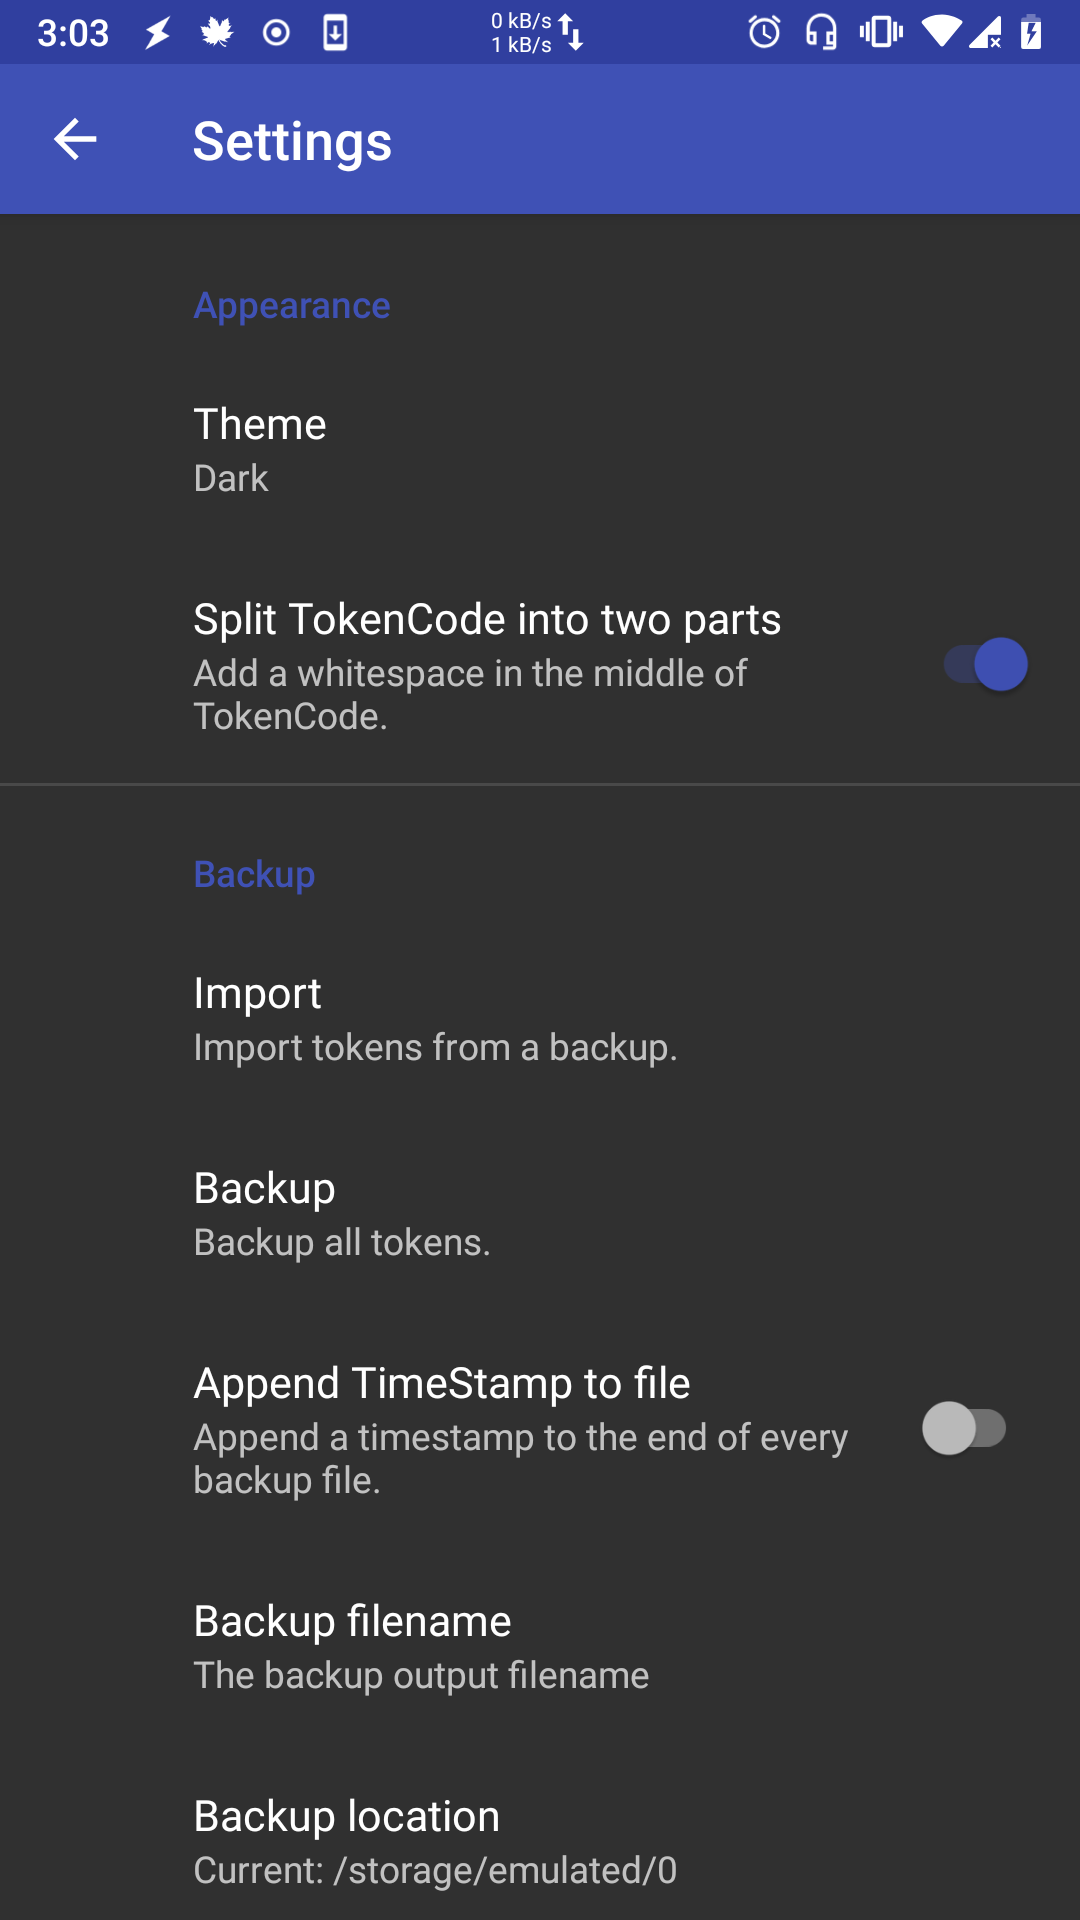 3:03
0 kB/s
1 kB/s
Settings
Appearance
Theme
Dark
Split TokenCode into two parts
Add a whitespace in the middle of
TokenCode.
Backup
Import
Import tokens from a backup.
Backup
Backup all tokens.
Append TimeStamp to file
Append a timestamp to the end of every
backup file.
Backup filename
The backup output filename
Backup location
Current: /storage/emulated/0